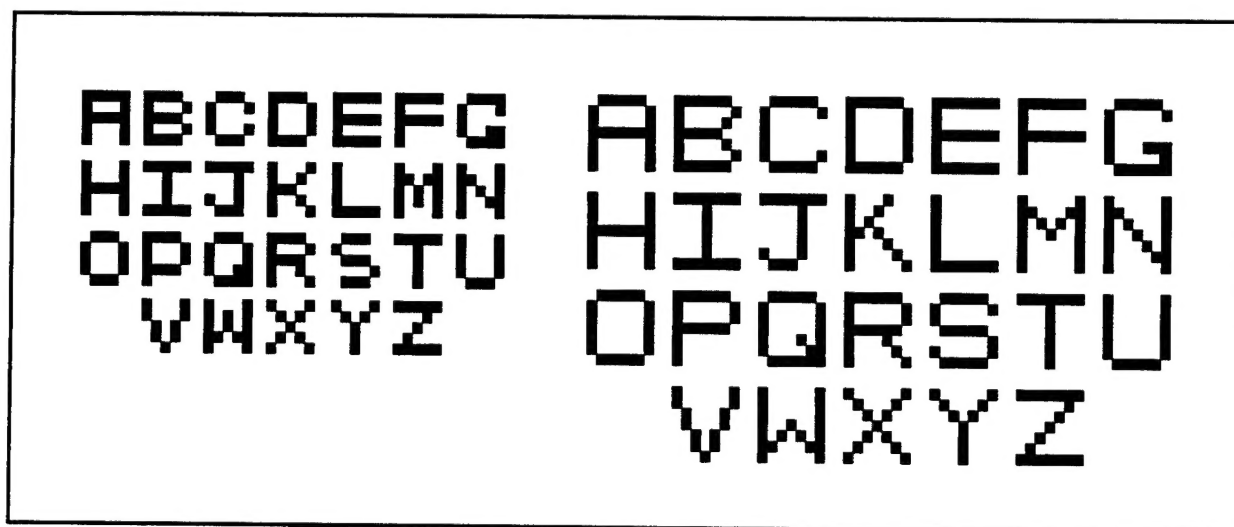 ABCDEFG
HIJKLMN
OPQRSTU
VWXYZ
ABCDEFG
HIJKLMN
OPQRSTU
VWXYZ